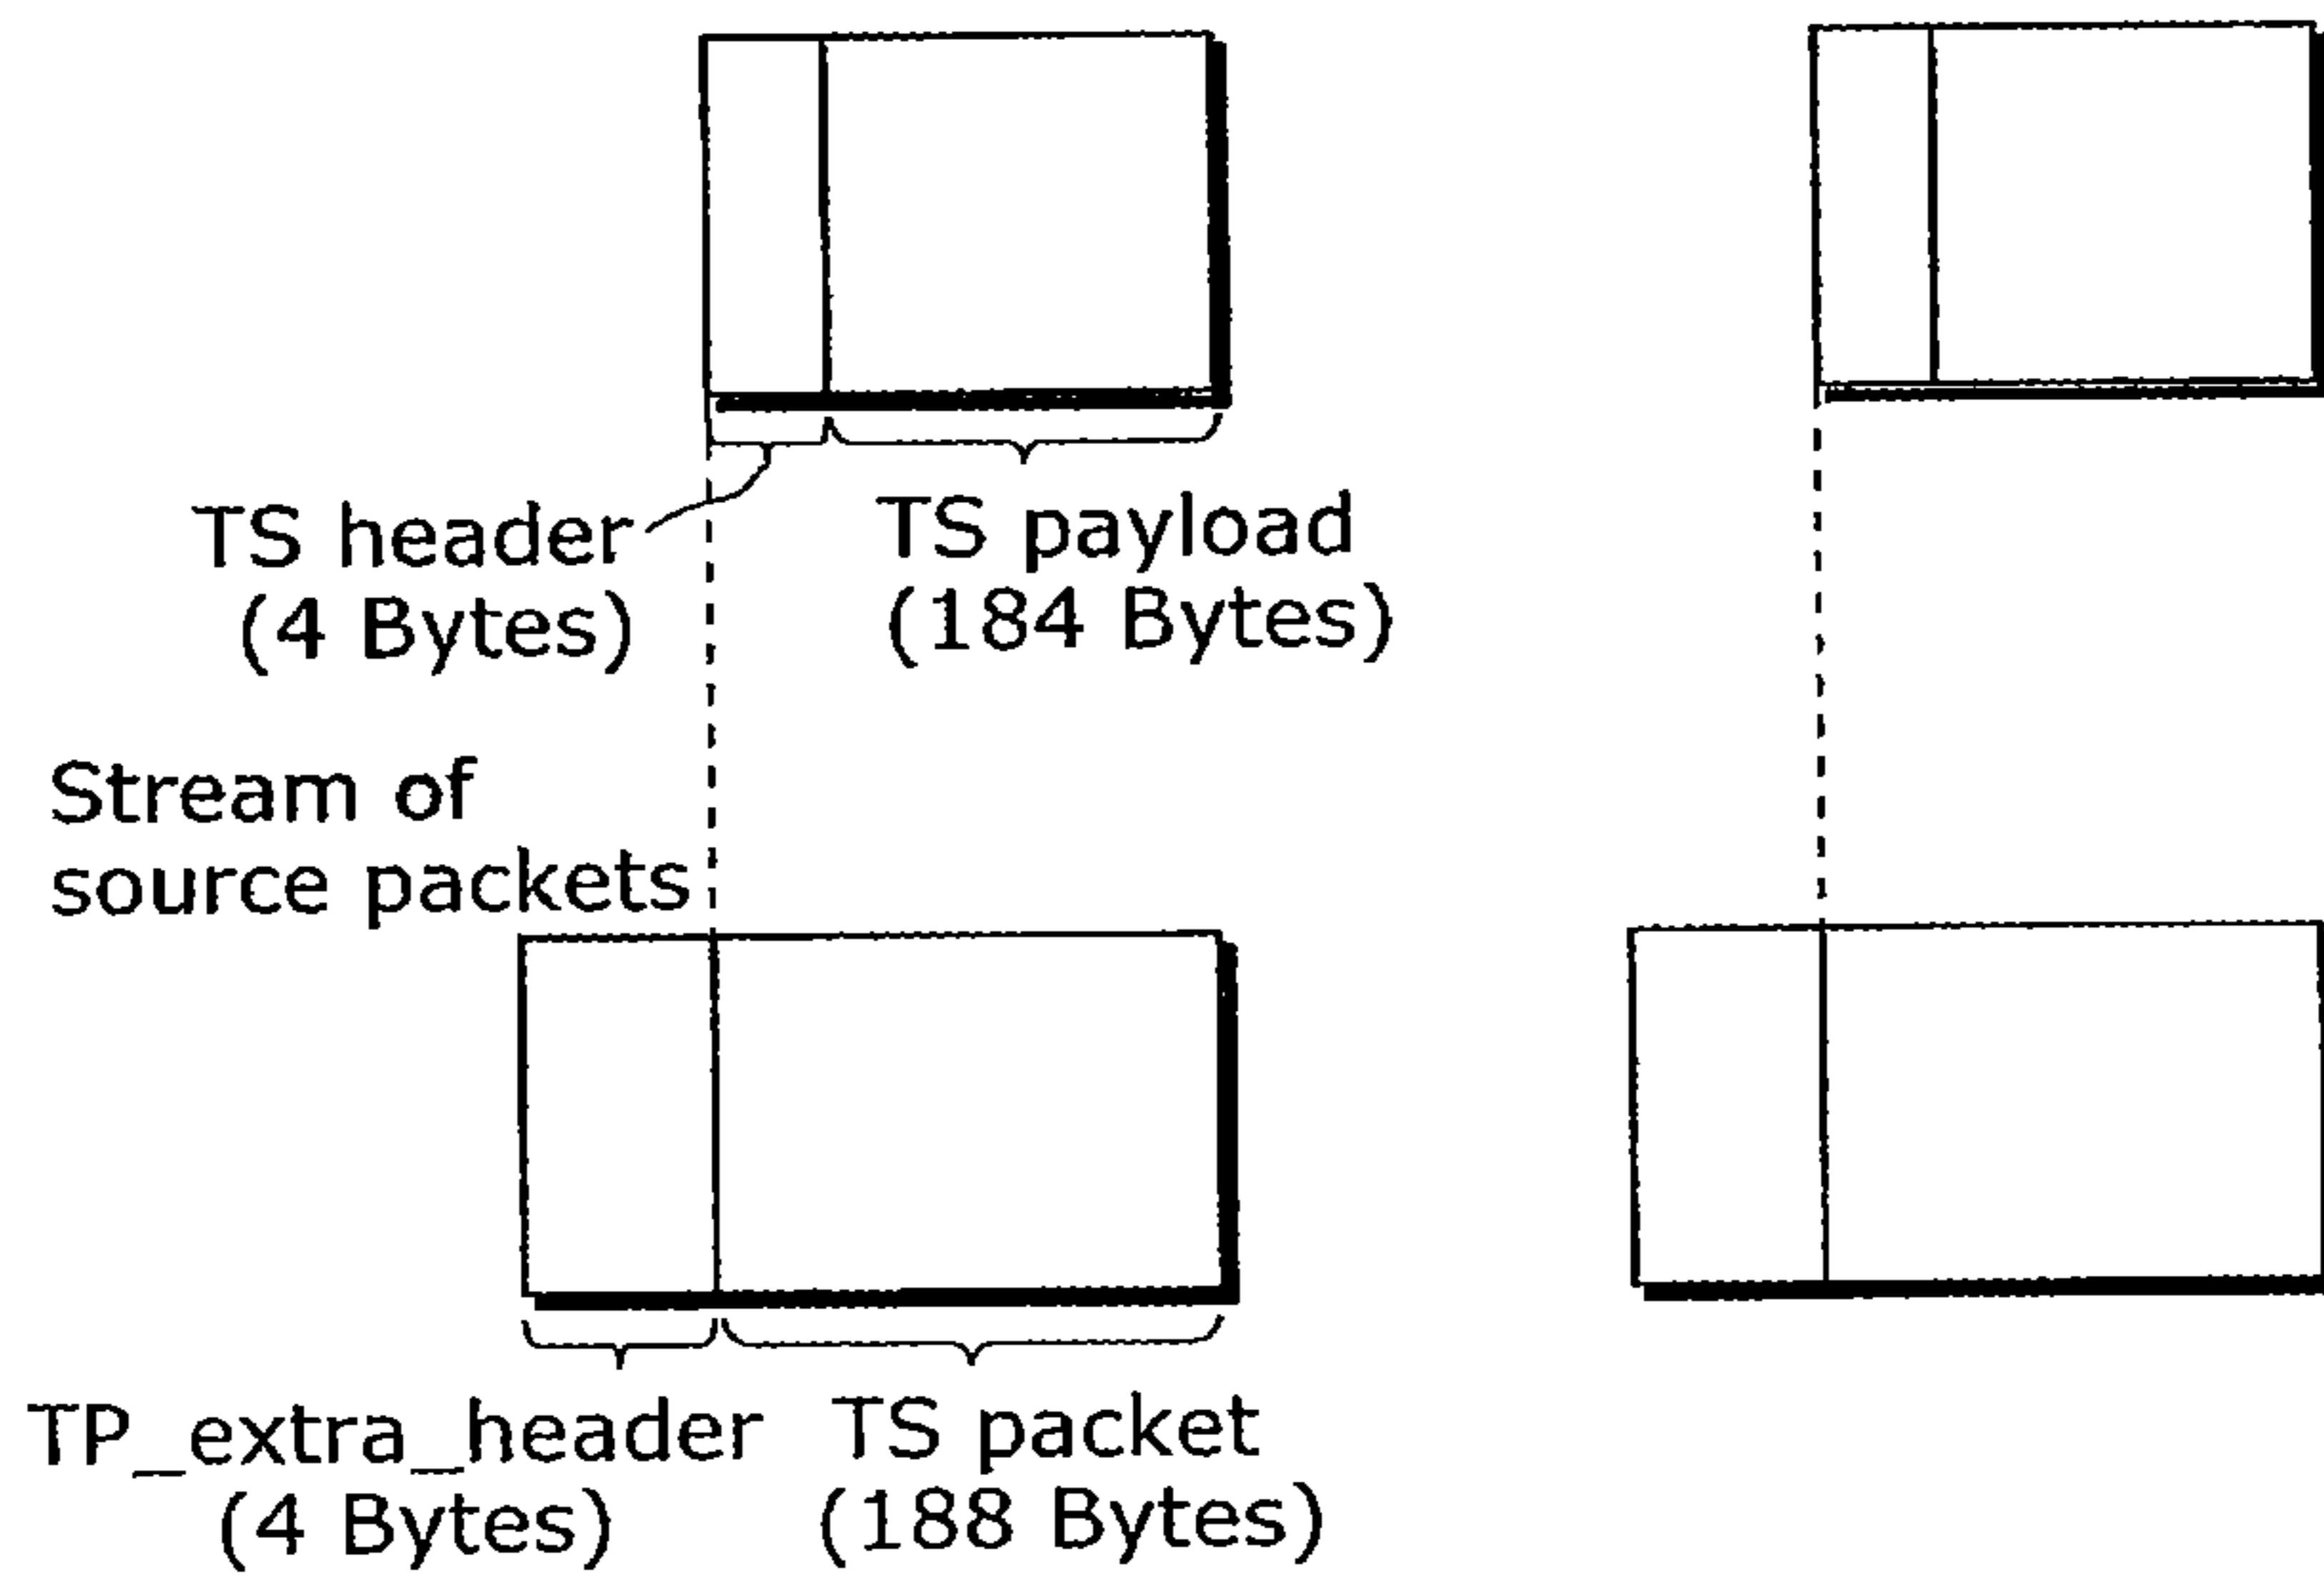 TS header
(4 Bytes)
TS payload
(184 Bytes)
Stream of
source packets
TP_extra_header
(4 Bytes)
TS packet
(188 Bytes)